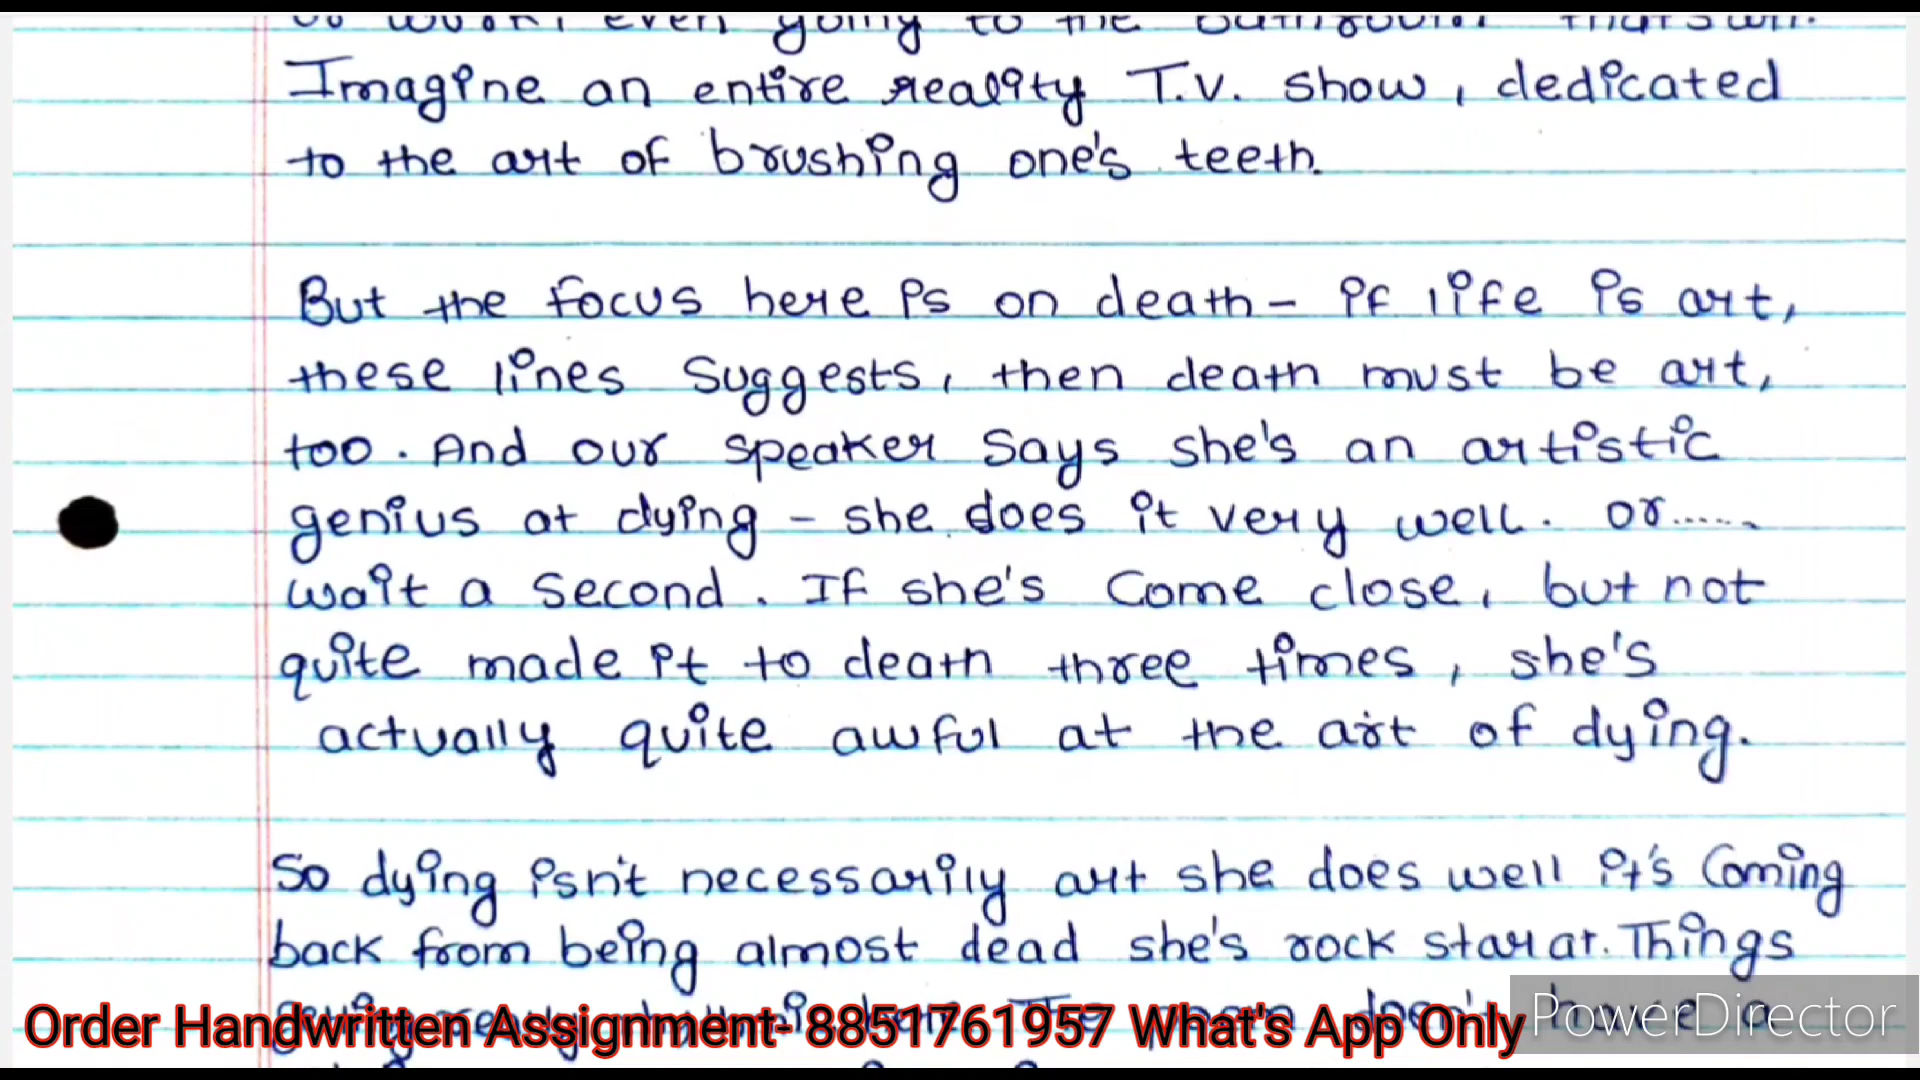 even going to the
Imagine an entire reality T.V. show, dedicated
to the art of brushing one's teeth.
But the focus here is on death - if life is art,
these lines suggests, then death must be art,
too. And our speaker says she's an artistic
genius at dying - she does it very well. or......
wait a second. If she's come close, but not
quite made it to death three times, she's
actually quite awful at the art of dying.
So dying isn't necessarily art she does well it's coming
back from being almost dead she's rock star at. Things
Order Handwritten Assignment- 8851761957 What's App Only
PowerDirector